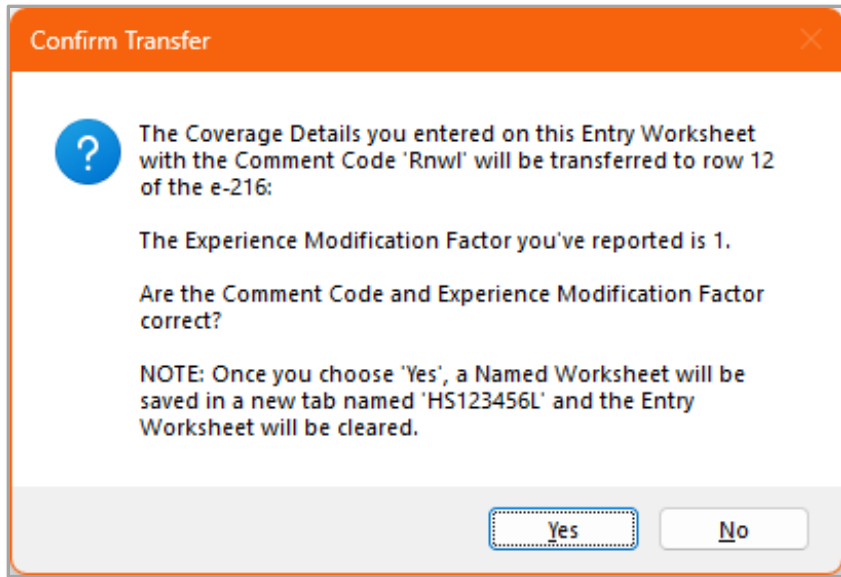 Confirm Transfer
?
The Coverage Details you entered on this Entry Worksheet
with the Comment Code 'Rnwl' will be transferred to row 12
of the e-216:
The Experience Modification Factor you've reported is 1.
Are the Comment Code and Experience Modification Factor
correct?
NOTE: Once you choose 'Yes', a Named Worksheet will be
saved in a new tab named 'HS123456L' and the Entry
Worksheet will be cleared.
Yes No